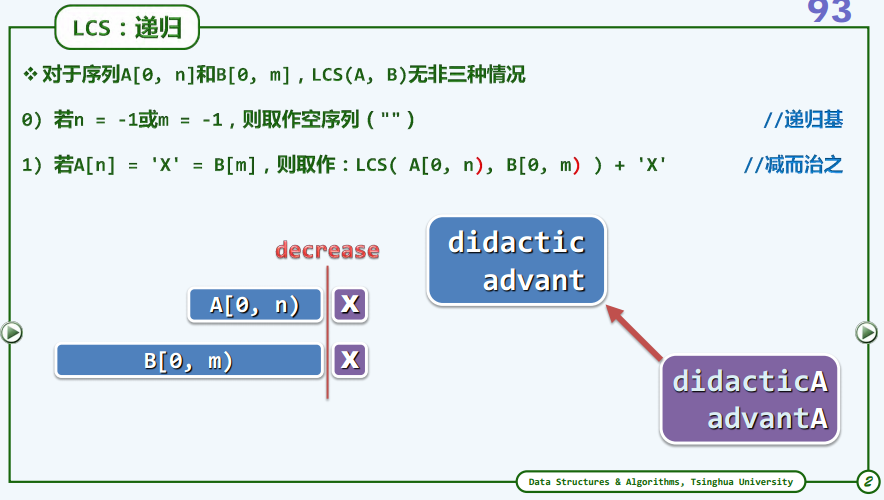 93
LCS：递归
❖ 对于序列A[0, n]和B[0, m]，LCS(A, B)无非三种情况
0) 若n = -1或m = -1，则取作空序列（""） //递归基
1) 若A[n] = 'X' = B[m]，则取作：LCS( A[0, n), B[0, m) ) + 'X' //减而治之
decrease
didactic
advant
A[0, n) X
B[0, m) X
didacticA
advantA
Data Structures & Algorithms, Tsinghua University
2